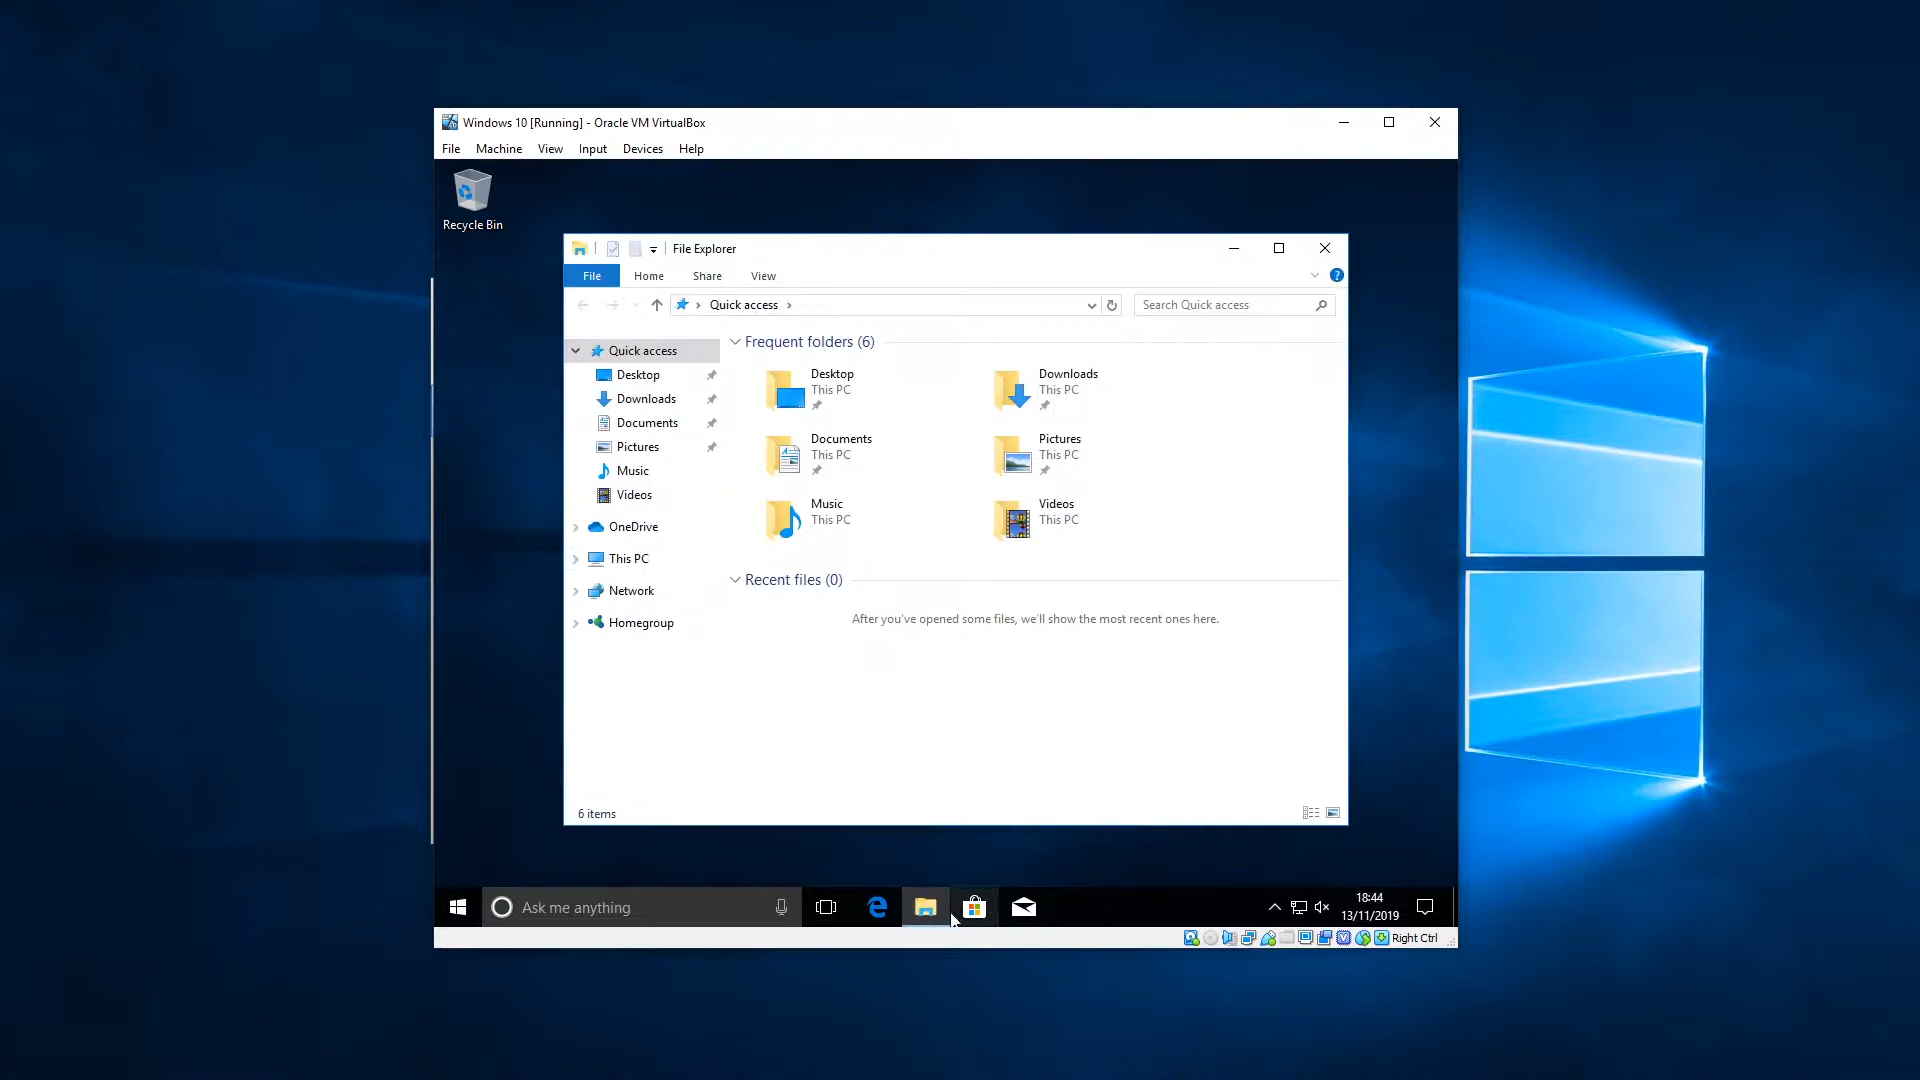 Windows 10 [Running] - Oracle VM VirtualBox
File Machine View Input Devices Help
Recycle Bin
File Explorer
File Home Share View
Quick access
Search Quick access
Quick access
Desktop
Downloads
Documents
Pictures
Music
Videos
OneDrive
This PC
Network
Homegroup
Frequent folders (6)
Desktop
This PC
Downloads
This PC
Documents
This PC
Pictures
This PC
Music
This PC
Videos
This PC
Recent files (0)
After you've opened some files, we'll show the most recent ones here.
6 items
Ask me anything
18:44
13/11/2019
Right Ctrl